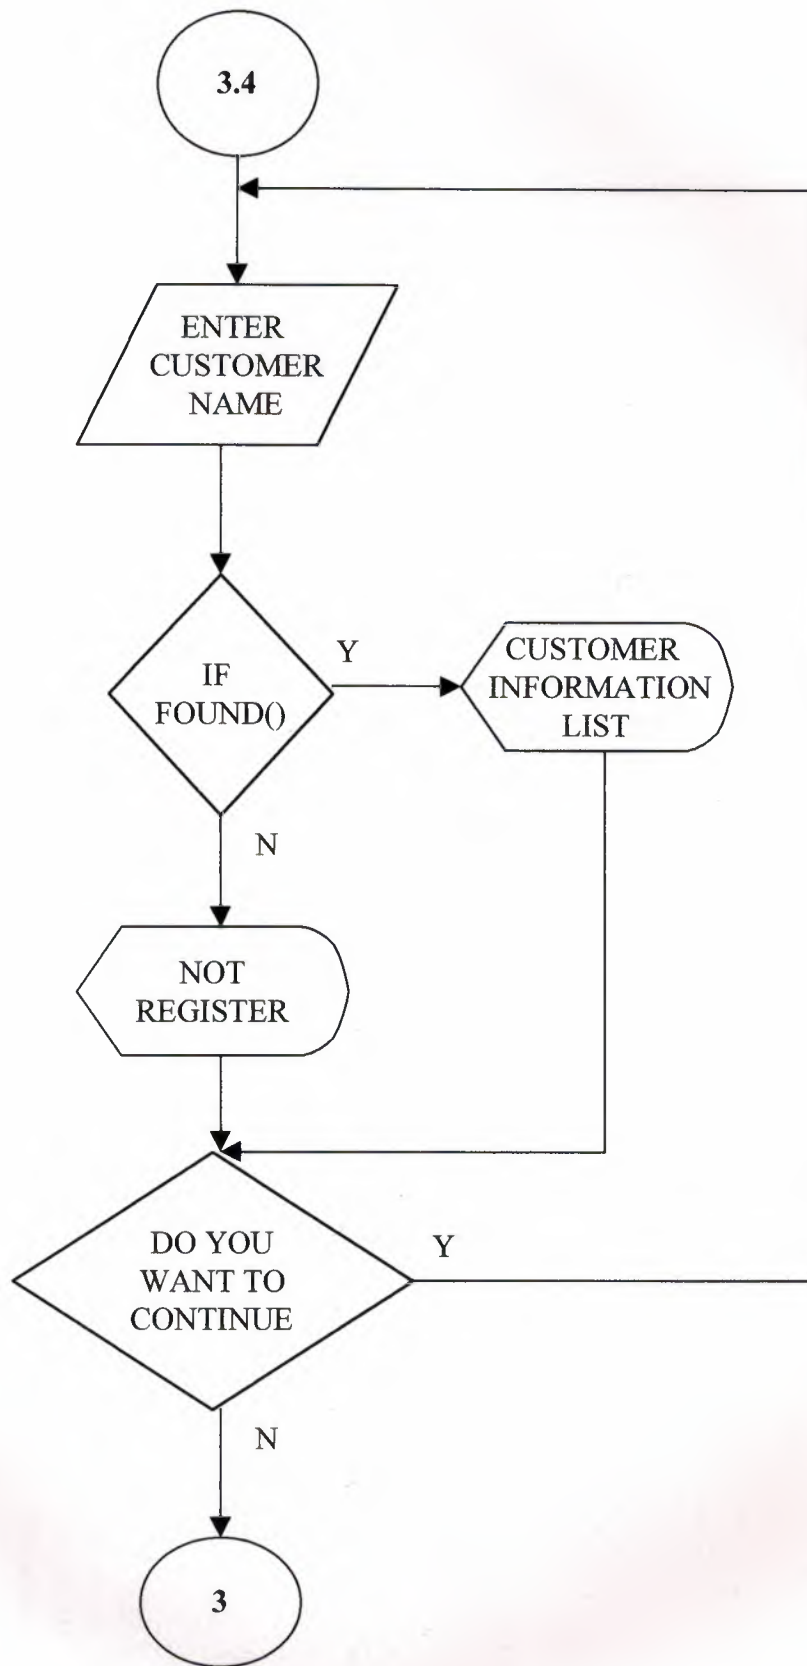 3.4
ENTER
CUSTOMER
NAME
IF
FOUND()
Y
CUSTOMER
INFORMATION
LIST
N
NOT
REGISTER
DO YOU
WANT TO
CONTINUE
Y
N
3